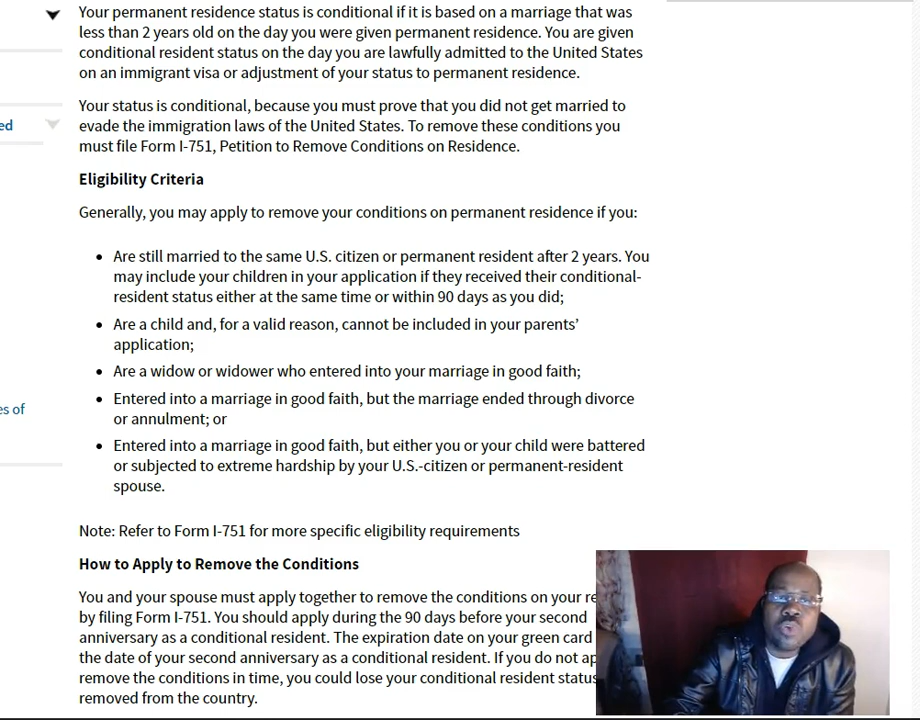 Your permanent residence status is conditional if it is based on a marriage that was
less than 2 years old on the day you were given permanent residence. You are given
conditional resident status on the day you are lawfully admitted to the United States
on an immigrant visa or adjustment of your status to permanent residence.
Your status is conditional, because you must prove that you did not get married to
evade the immigration laws of the United States. To remove these conditions you
must file Form I-751, Petition to Remove Conditions on Residence.
ed
Eligibility Criteria
Generally, you may apply to remove your conditions on permanent residence if you:
• Are still married to the same U.S. citizen or permanent resident after 2 years. You
may include your children in your application if they received their conditional-
resident status either at the same time or within 90 days as you did;
• Are a child and, for a valid reason, cannot be included in your parents’
application;
• Are a widow or widower who entered into your marriage in good faith;
• Entered into a marriage in good faith, but the marriage ended through divorce
or annulment; or
es of
• Entered into a marriage in good faith, but either you or your child were battered
or subjected to extreme hardship by your U.S.-citizen or permanent-resident
spouse.
Note: Refer to Form I-751 for more specific eligibility requirements
How to Apply to Remove the Conditions
You and your spouse must apply together to remove the conditions on your re
by filing Form I-751. You should apply during the 90 days before your second
anniversary as a conditional resident. The expiration date on your green card
the date of your second anniversary as a conditional resident. If you do not ap
remove the conditions in time, you could lose your conditional resident status
removed from the country.